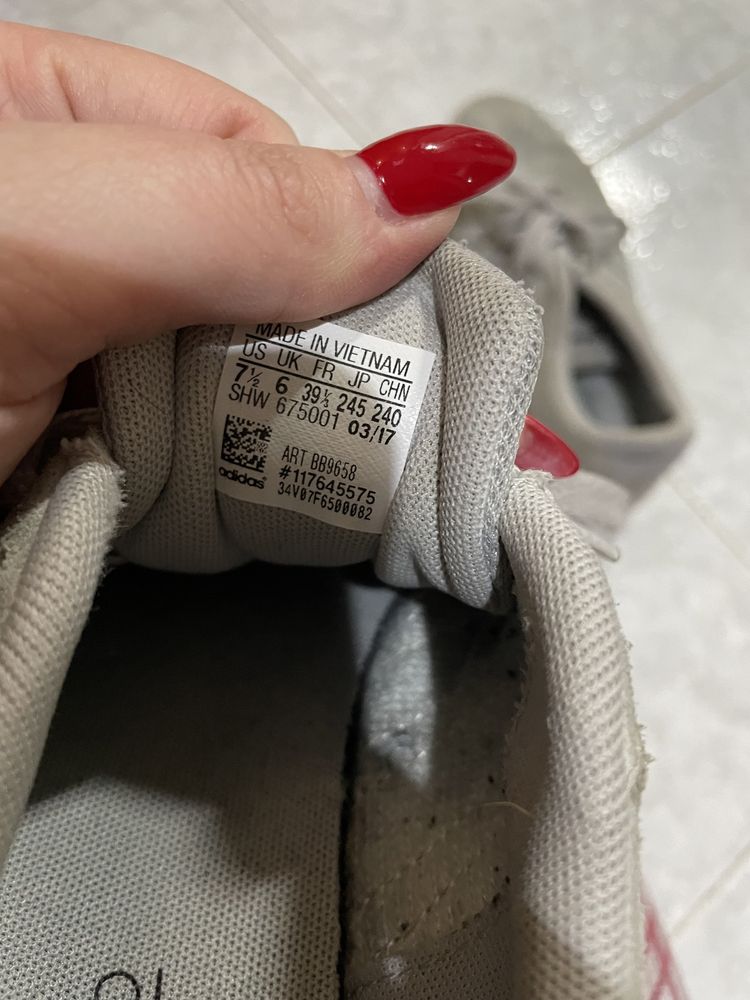 MADE IN VIETNAM
US UK FR JP CHN
7½ 6 39⅓ 245 240
SHW 675001 03/17
ART BB9658
#117645575
adidas 34V07F6500082